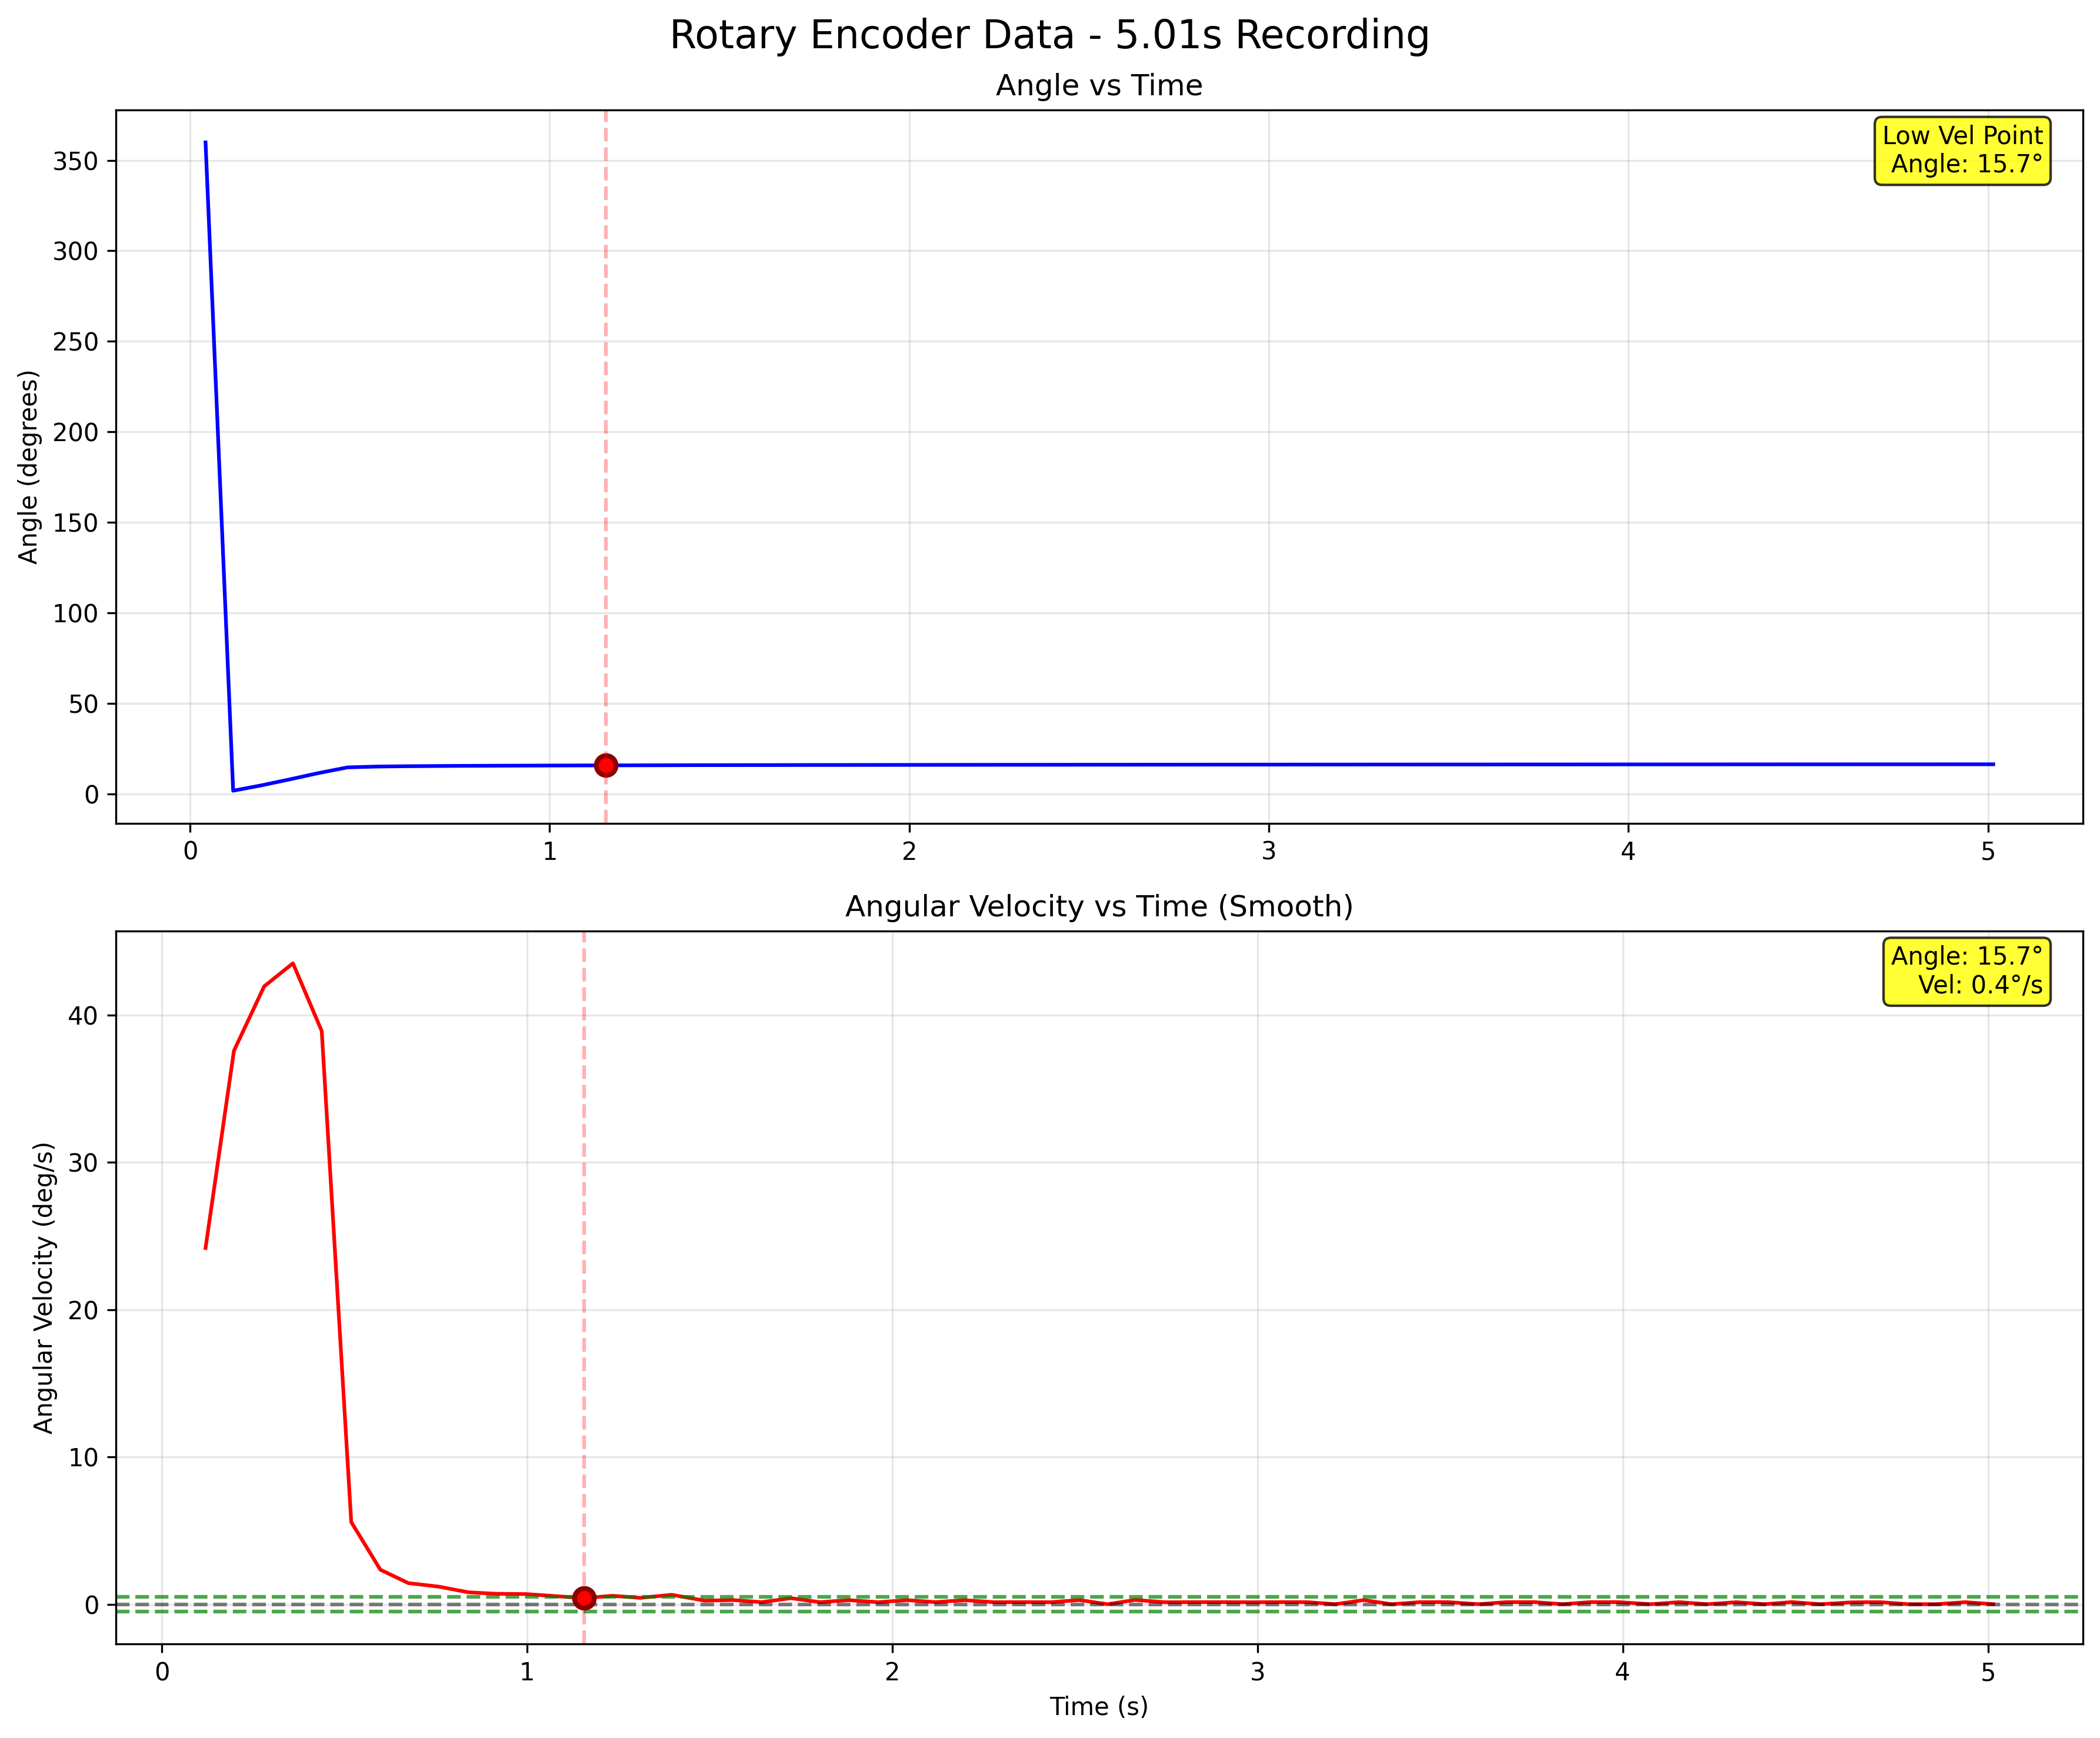 Rotary Encoder Data - 5.01s Recording
Angle vs Time
Low Vel Point
Angle: 15.7°
Angle (degrees)
350
300
250
200
150
100
50
0
0 1 2 3 4 5
Angular Velocity vs Time (Smooth)
Angle: 15.7°
Vel: 0.4°/s
Angular Velocity (deg/s)
40
30
20
10
0
0 1 2 3 4 5
Time (s)